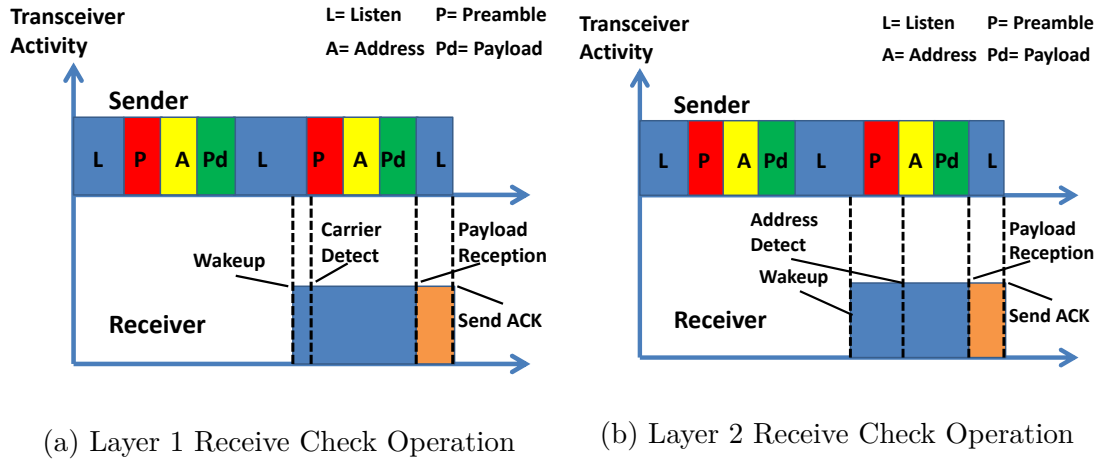 Transceiver
Activity
L= Listen P= Preamble
A= Address Pd= Payload
Sender
L P A Pd L P A Pd L
Wakeup
Carrier
Detect
Payload
Reception
Receiver
Send ACK
(a) Layer 1 Receive Check Operation
Transceiver
Activity
L= Listen P= Preamble
A= Address Pd= Payload
Sender
L P A Pd L P A Pd L
Address
Detect
Wakeup
Payload
Reception
Receiver
Send ACK
(b) Layer 2 Receive Check Operation